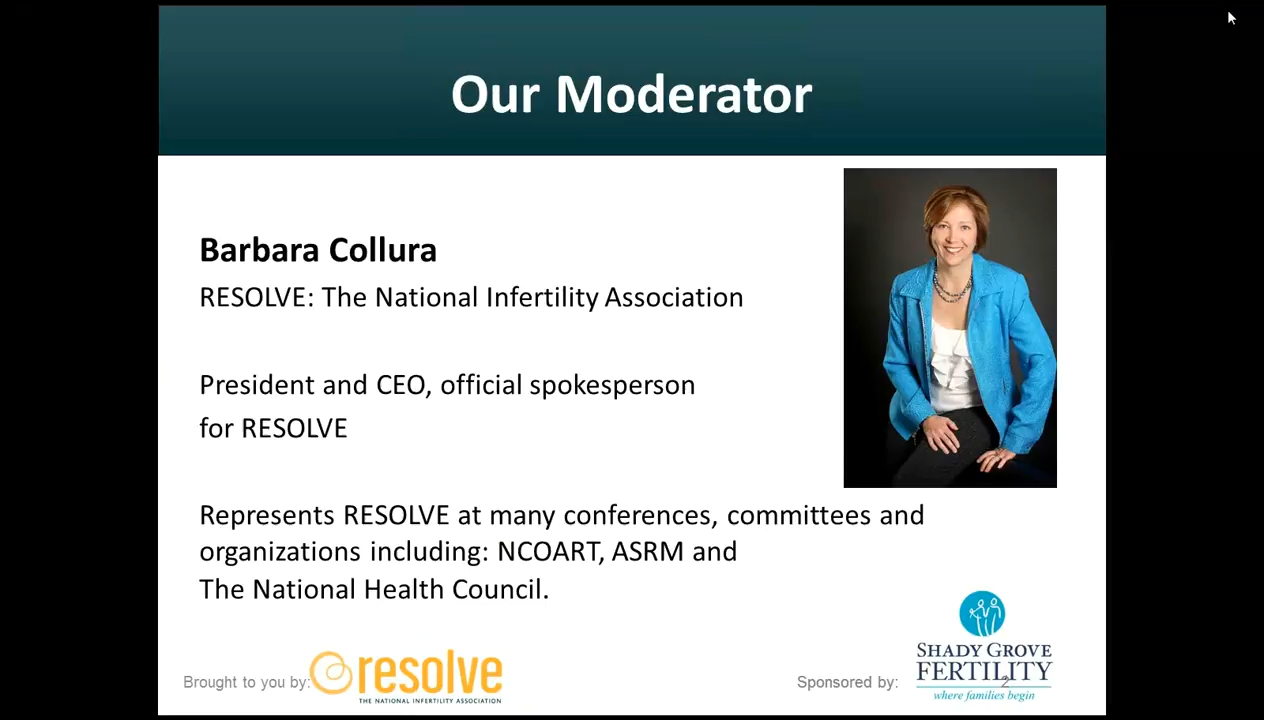 Our Moderator
Barbara Collura
RESOLVE: The National Infertility Association
President and CEO, official spokesperson
for RESOLVE
Represents RESOLVE at many conferences, committees and
organizations including: NCOART, ASRM and
The National Health Council.
Brought to you by:
resolve
THE NATIONAL INFERTILITY ASSOCIATION
Sponsored by:
SHADY GROVE
FERTILITY
2
where families begin